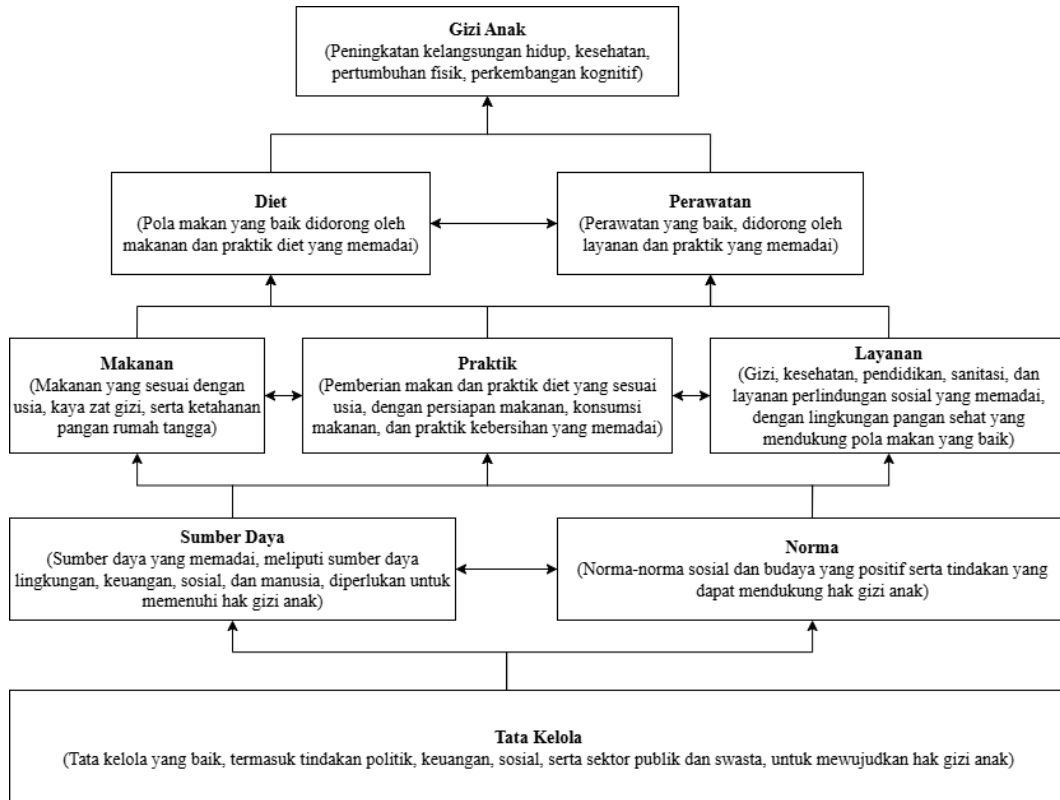 Gizi Anak
(Peningkatan kelangsungan hidup, kesehatan,
pertumbuhan fisik, perkembangan kognitif)
Diet
(Pola makan yang baik didorong oleh
makanan dan praktik diet yang memadai)
Perawatan
(Perawatan yang baik, didorong oleh
layanan dan praktik yang memadai)
Makanan
(Makanan yang sesuai dengan
usia, kaya zat gizi, serta ketahanan
pangan rumah tangga)
Praktik
(Pemberian makan dan praktik diet yang sesuai
usia, dengan persiapan makanan, konsumsi
makanan, dan praktik kebersihan yang memadai)
Layanan
(Gizi, kesehatan, pendidikan, sanitasi, dan
layanan perlindungan sosial yang memadai,
dengan lingkungan pangan sehat yang
mendukung pola makan yang baik)
Sumber Daya
(Sumber daya yang memadai, meliputi sumber daya
lingkungan, keuangan, sosial, dan manusia, diperlukan untuk
memenuhi hak gizi anak)
Norma
(Norma-norma sosial dan budaya yang positif serta tindakan yang
dapat mendukung hak gizi anak)
Tata Kelola
(Tata kelola yang baik, termasuk tindakan politik, keuangan, sosial, serta sektor publik dan swasta, untuk mewujudkan hak gizi anak)